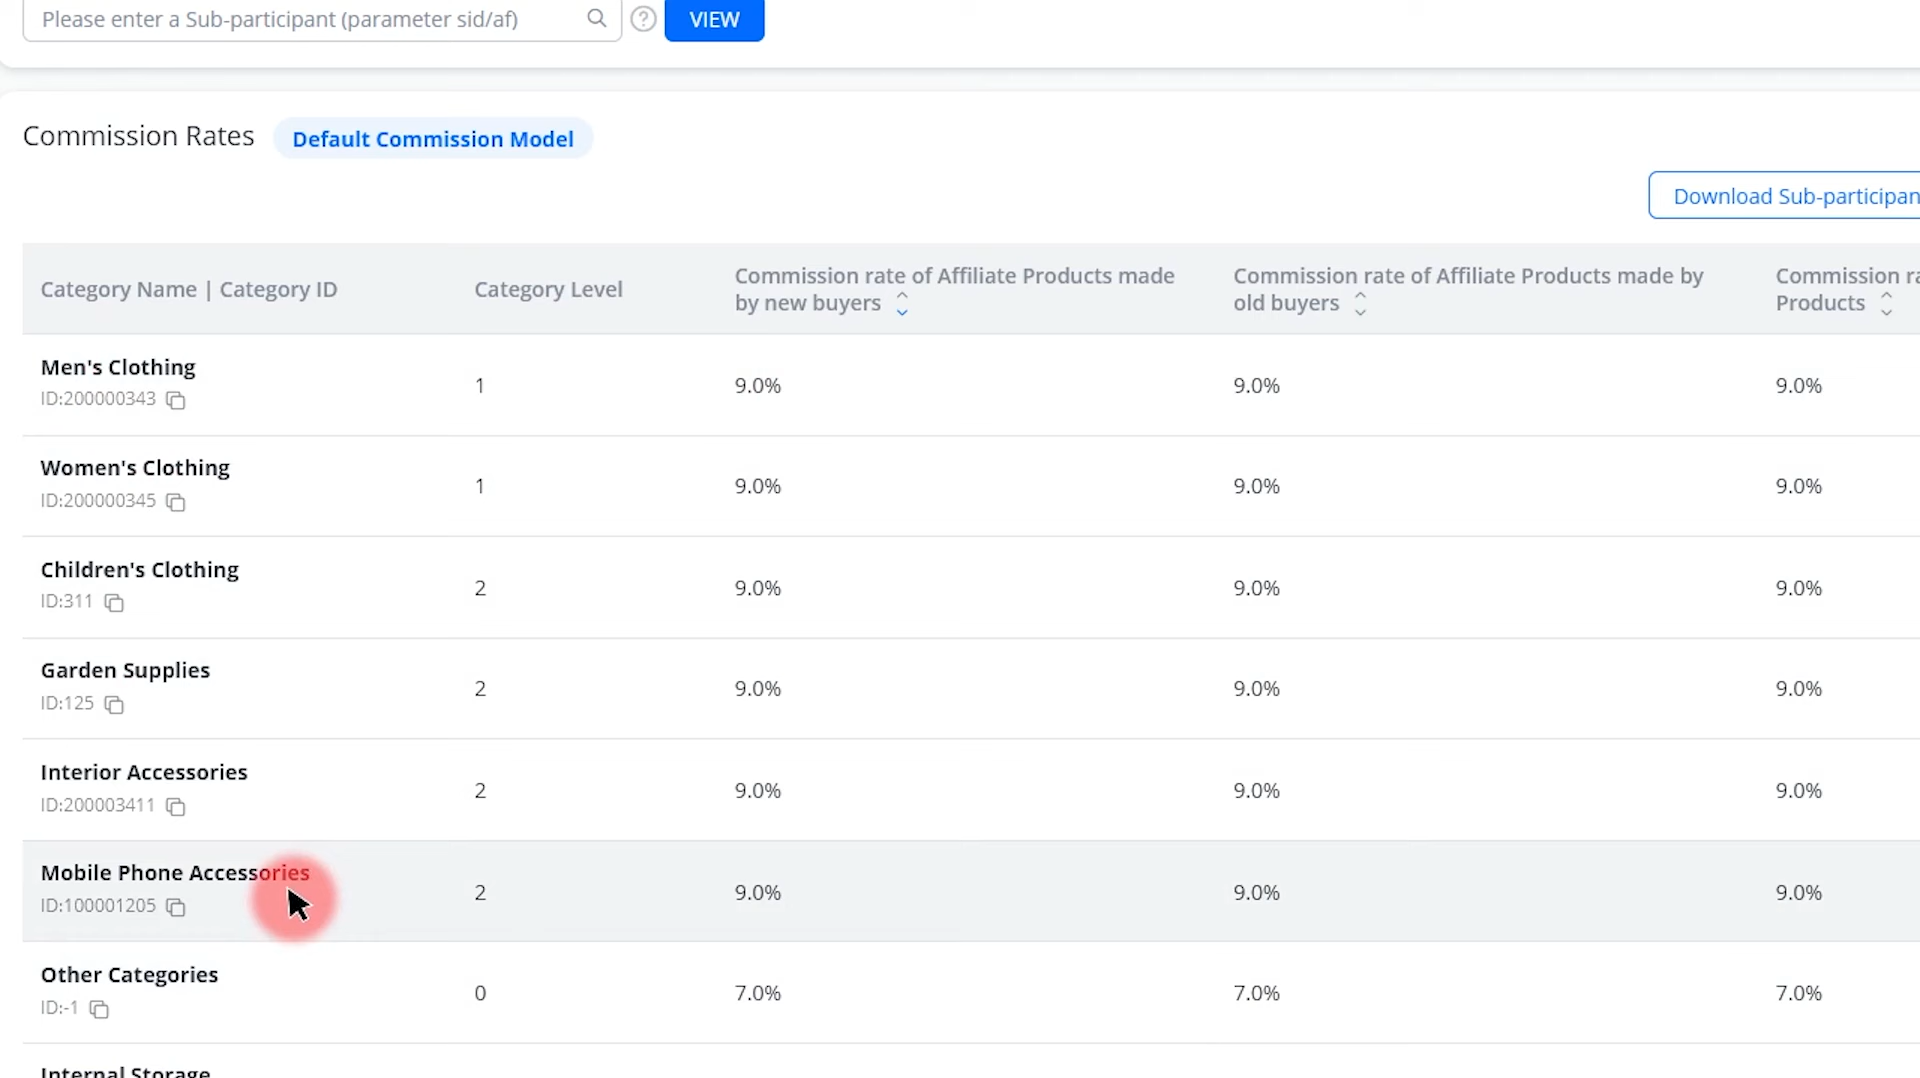 Please enter a Sub-participant (parameter sid/af)
VIEW
Commission Rates
Default Commission Model
Download Sub-participan
Category Name | Category ID
Category Level
Commission rate of Affiliate Products made
by new buyers
Commission rate of Affiliate Products made by
old buyers
Commission ra
Products
Men's Clothing
ID:200000343
1
9.0%
9.0%
9.0%
Women's Clothing
ID:200000345
1
9.0%
9.0%
9.0%
Children's Clothing
ID:311
2
9.0%
9.0%
9.0%
Garden Supplies
ID:125
2
9.0%
9.0%
9.0%
Interior Accessories
ID:200003411
2
9.0%
9.0%
9.0%
Mobile Phone Accessories
ID:100001205
2
9.0%
9.0%
9.0%
Other Categories
ID:-1
0
7.0%
7.0%
7.0%
Internal Storage